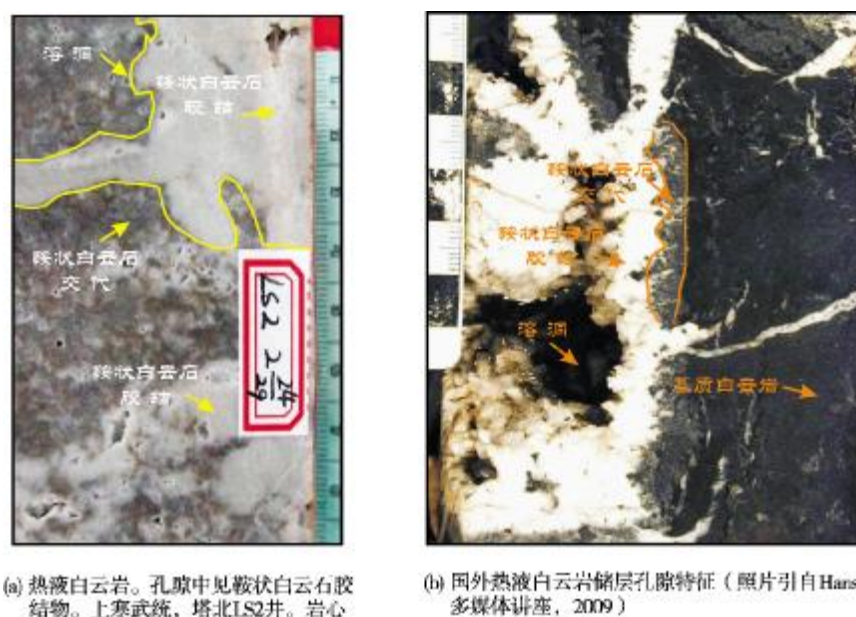 溶洞
鞍状白云石
胶结
鞍状白云石
交代
鞍状白云石
胶结
LS2 2 24/29
鞍状白云石
交代
鞍状白云石
胶结
溶洞
基质白云岩
(a) 热液白云岩。孔隙中见鞍状白云石胶
结物。上寒武统,塔北LS2井。岩心
(b) 国外热液白云岩储层孔隙特征(照片引自Hans
多媒体讲座,2009)